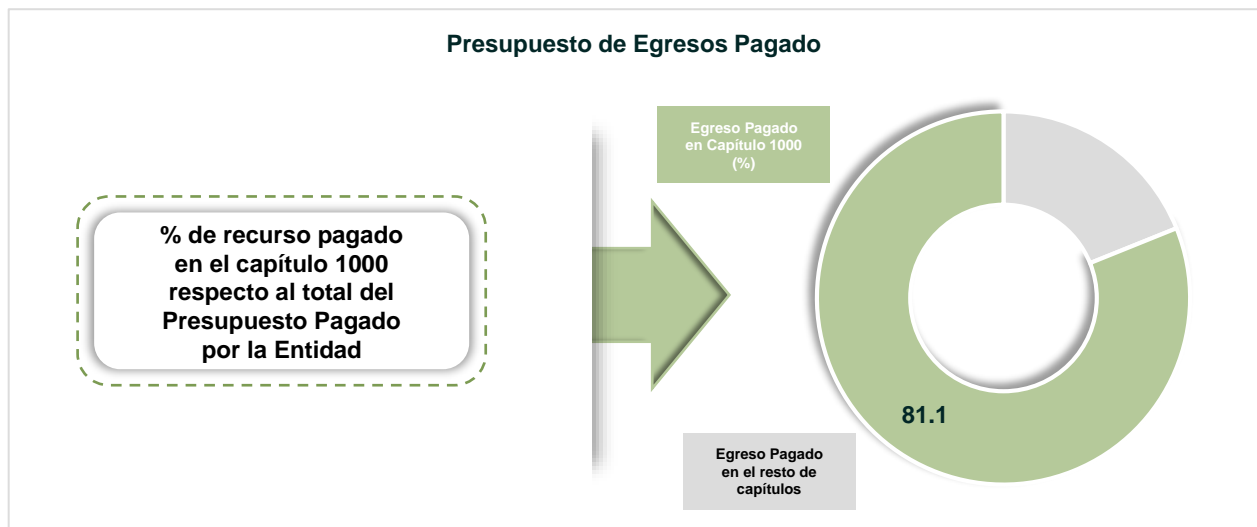 Presupuesto de Egresos Pagado
Egreso Pagado
en Capítulo 1000
(%)
% de recurso pagado
en el capítulo 1000
respecto al total del
Presupuesto Pagado
por la Entidad
81.1
Egreso Pagado
en el resto de
capítulos